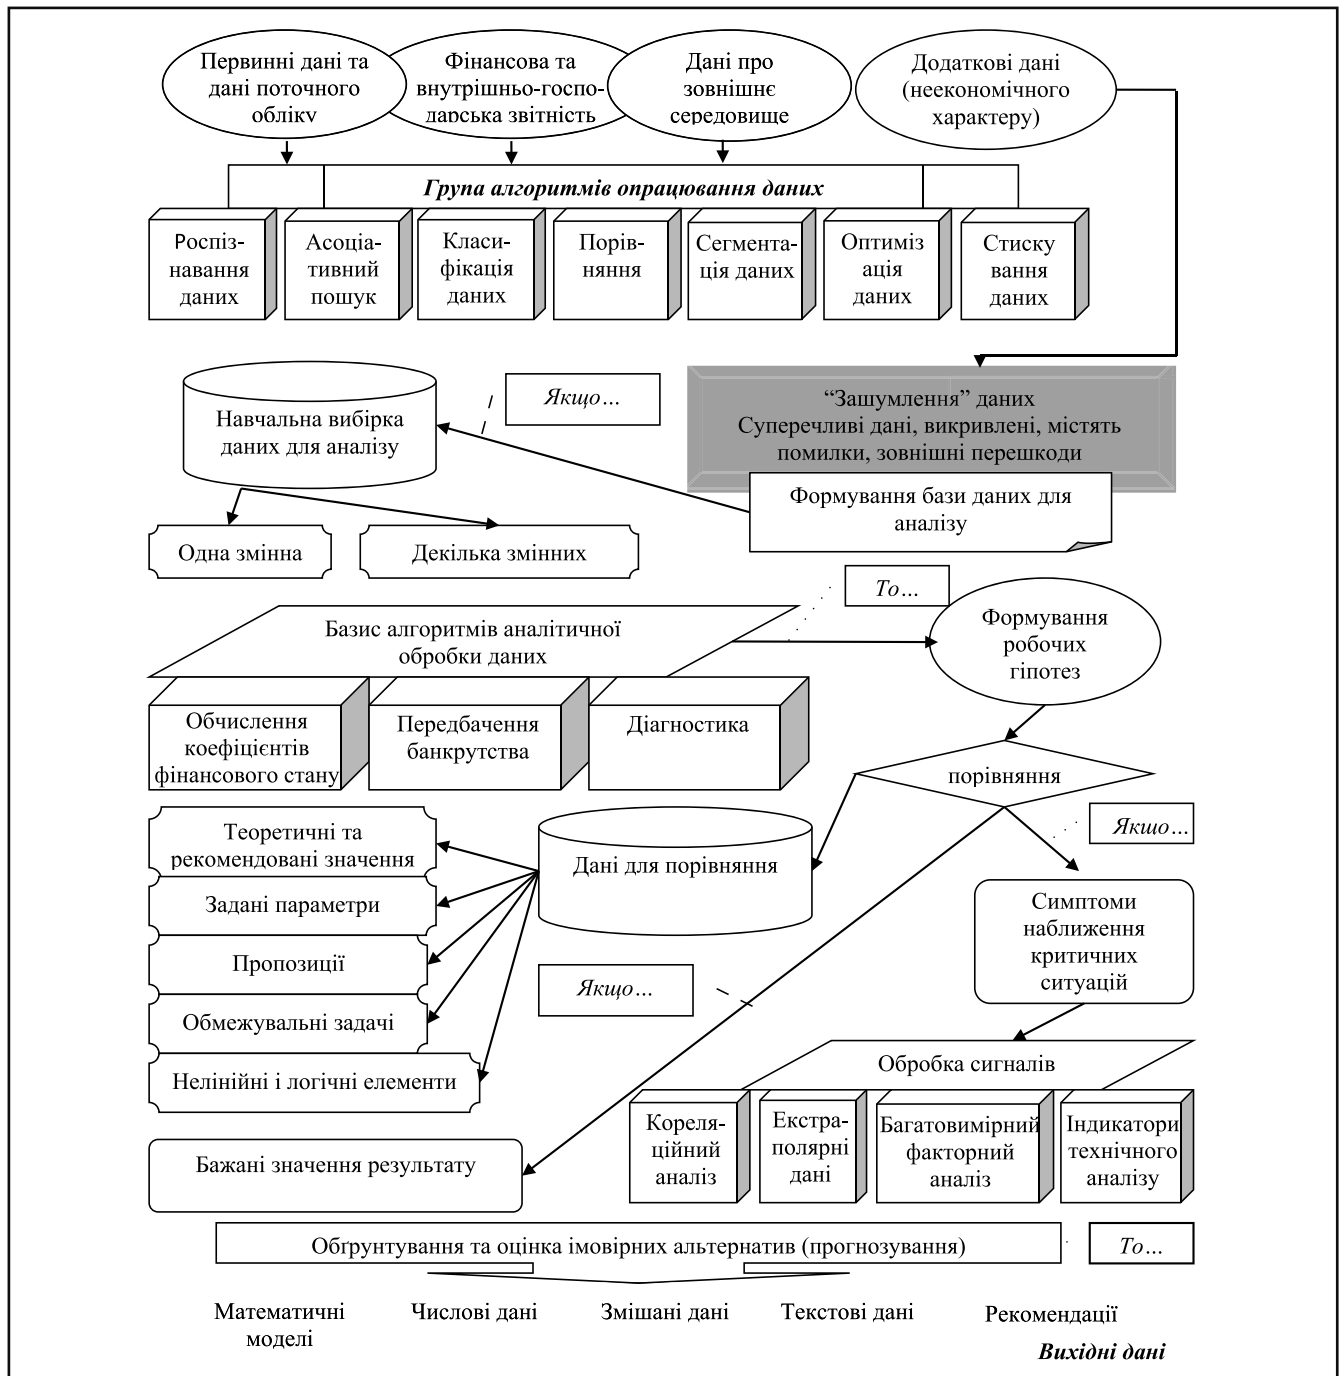 Первинні дані та
дані поточного
обліку
Фінансова та
внутрішньо-госпо-
дарська звітність
Дані про
зовнішнє
середовище
Додаткові дані
(неекономічного
характеру)
Група алгоритмів опрацювання даних
Роспіз-
навання
даних
Асоціа-
тивний
пошук
Класи-
фікація
даних
Порів-
няння
Сегмента-
ція даних
Оптиміз
ація
даних
Стиску
вання
даних
Навчальна вибірка
даних для аналізу
Якщо...
“Зашумлення” даних
Суперечливі дані, викривлені, містять
помилки, зовнішні перешкоди
Формування бази даних для
аналізу
Одна змінна
Декілька змінних
То...
Базис алгоритмів аналітичної
обробки даних
Формування
робочих
гіпотез
Обчислення
коефіцієнтів
фінансового стану
Передбачення
банкрутства
Діагностика
порівняння
Якщо...
Теоретичні та
рекомендовані значення
Задані параметри
Пропозиції
Обмежувальні задачі
Нелінійні і логічні елементи
Дані для порівняння
Симптоми
наближення
критичних
ситуацій
Якщо...
Обробка сигналів
Кореля-
ційний
аналіз
Екстра-
полярні
дані
Багатовимірний
факторний
аналіз
Індикатори
технічного
аналізу
Бажані значення результату
Обґрунтування та оцінка імовірних альтернатив (прогнозування)
То...
Математичні
моделі
Числові дані
Змішані дані
Текстові дані
Рекомендації
Вихідні дані